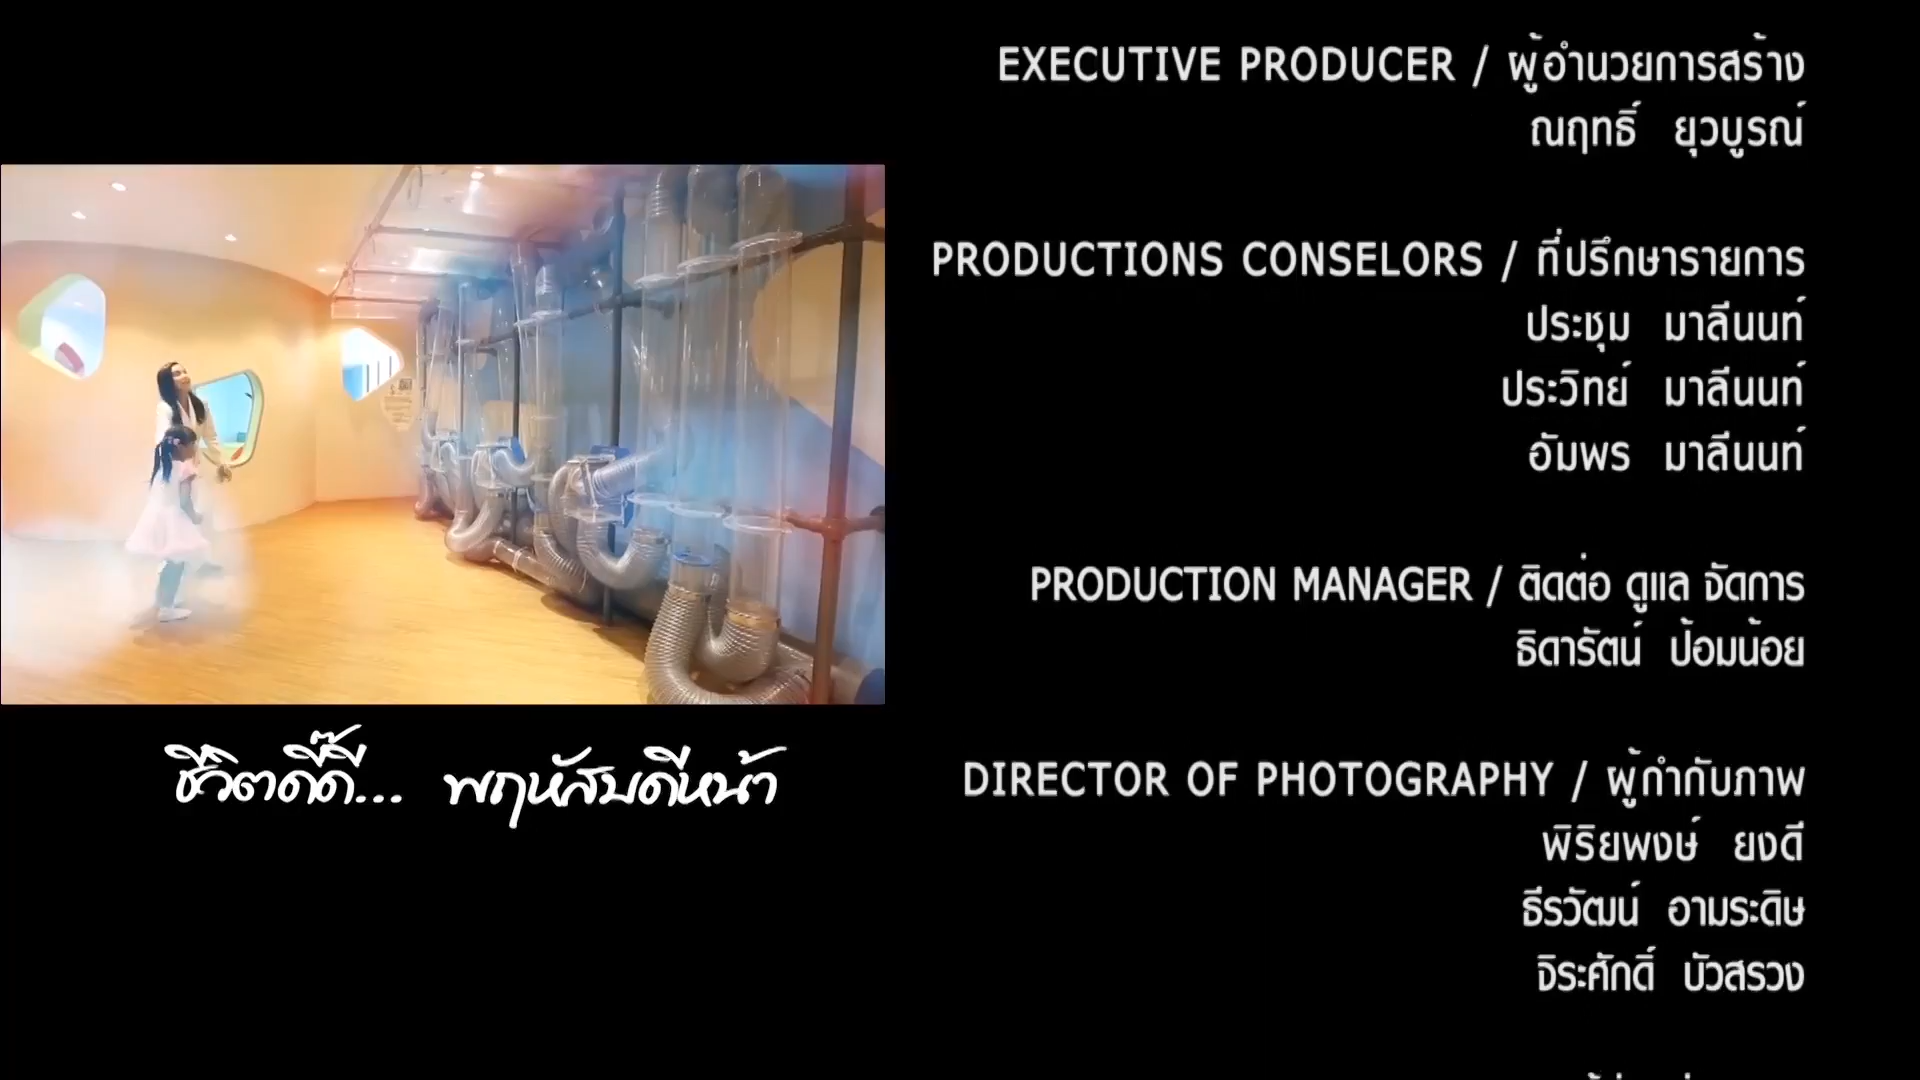 EXECUTIVE PRODUCER / ผู้อำนวยการสร้าง
ณฤทธิ์ ยุวบูรณ์
PRODUCTIONS CONSELORS / ที่ปรึกษารายการ
ประชุม มาลีนนท์
ประวิทย์ มาลีนนท์
อัมพร มาลีนนท์
PRODUCTION MANAGER / ติดต่อ ดูแล จัดการ
ธิดารัตน์ ป้อมน้อย
DIRECTOR OF PHOTOGRAPHY / ผู้กำกับภาพ
พิริยพงษ์ ยงดี
ธีรวัฒน์ อามระดิษ
จิระศักดิ์ บัวสรวง
ชีวิตดี๊ดี... พฤหัสบดีหน้า